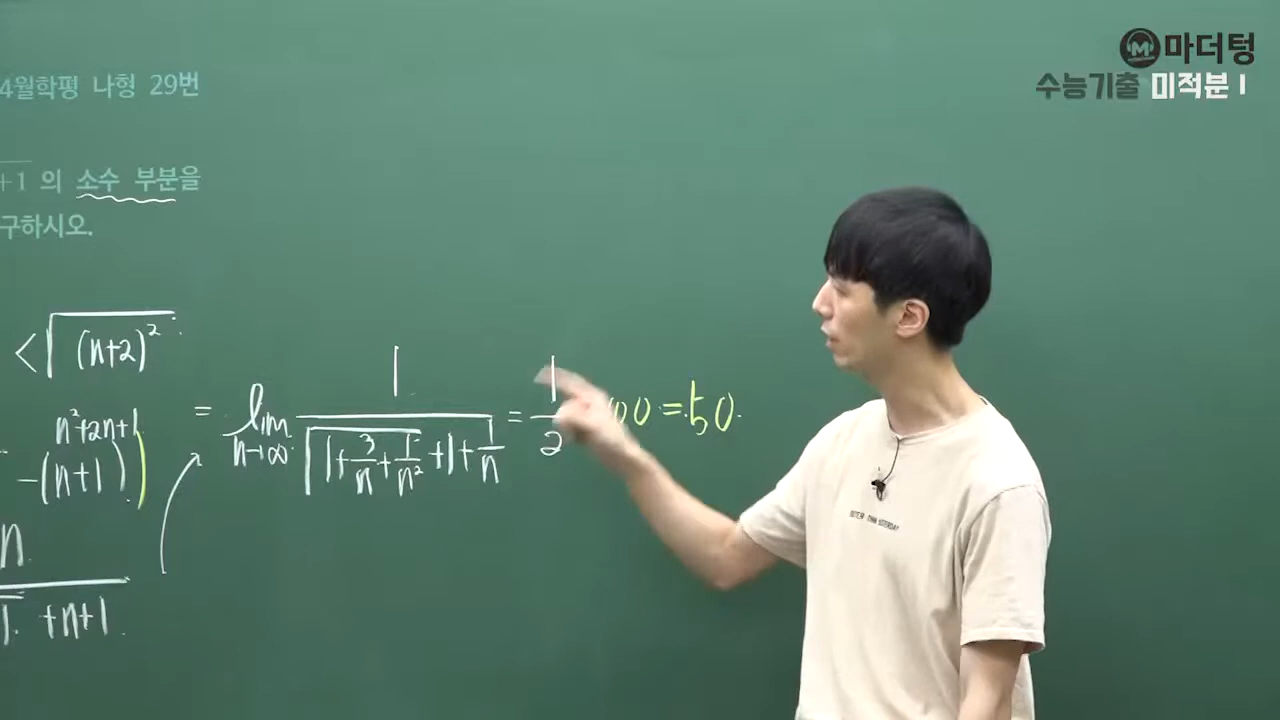 마더텅
수능기출 미적분 I
4월학평 나형 29번
+1 의 소수 부분을
구하시오.
< √(n+2)²
n²+2n+1
-(n+1)
n
1 +n+1
= lim n→∞ 1 / (√(1+3/n+1/n²) +1+1/n) = 1/2 00 = 50